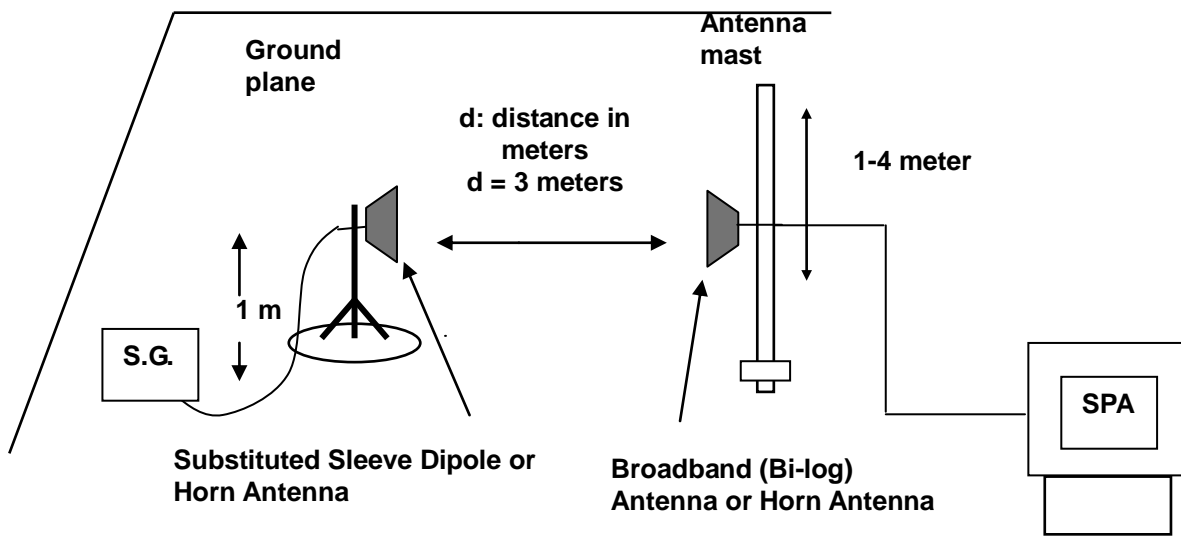 Ground
plane
Antenna
mast
d: distance in
meters
d = 3 meters
1-4 meter
1 m
S.G.
SPA
Substituted Sleeve Dipole or
Horn Antenna
Broadband (Bi-log)
Antenna or Horn Antenna